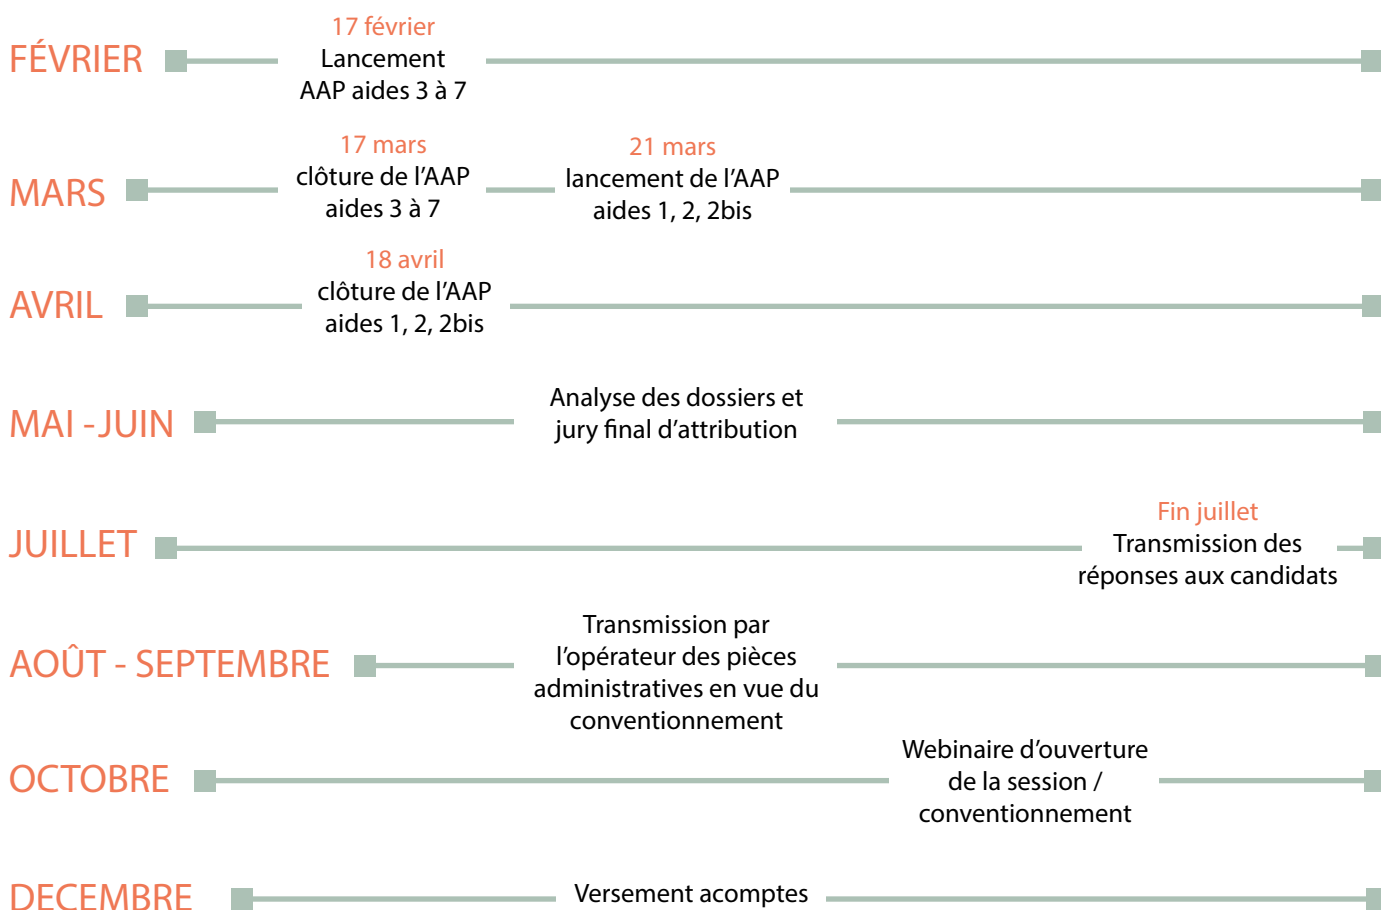 FÉVRIER
17 février
Lancement
AAP aides 3 à 7
MARS
17 mars
clôture de l’AAP
aides 3 à 7
21 mars
lancement de l’AAP
aides 1, 2, 2bis
AVRIL
18 avril
clôture de l’AAP
aides 1, 2, 2bis
MAI - JUIN
Analyse des dossiers et
jury final d’attribution
JUILLET
Fin juillet
Transmission des
réponses aux candidats
AOÛT - SEPTEMBRE
Transmission par
l’opérateur des pièces
administratives en vue du
conventionnement
OCTOBRE
Webinaire d’ouverture
de la session /
conventionnement
DECEMBRE
Versement acomptes